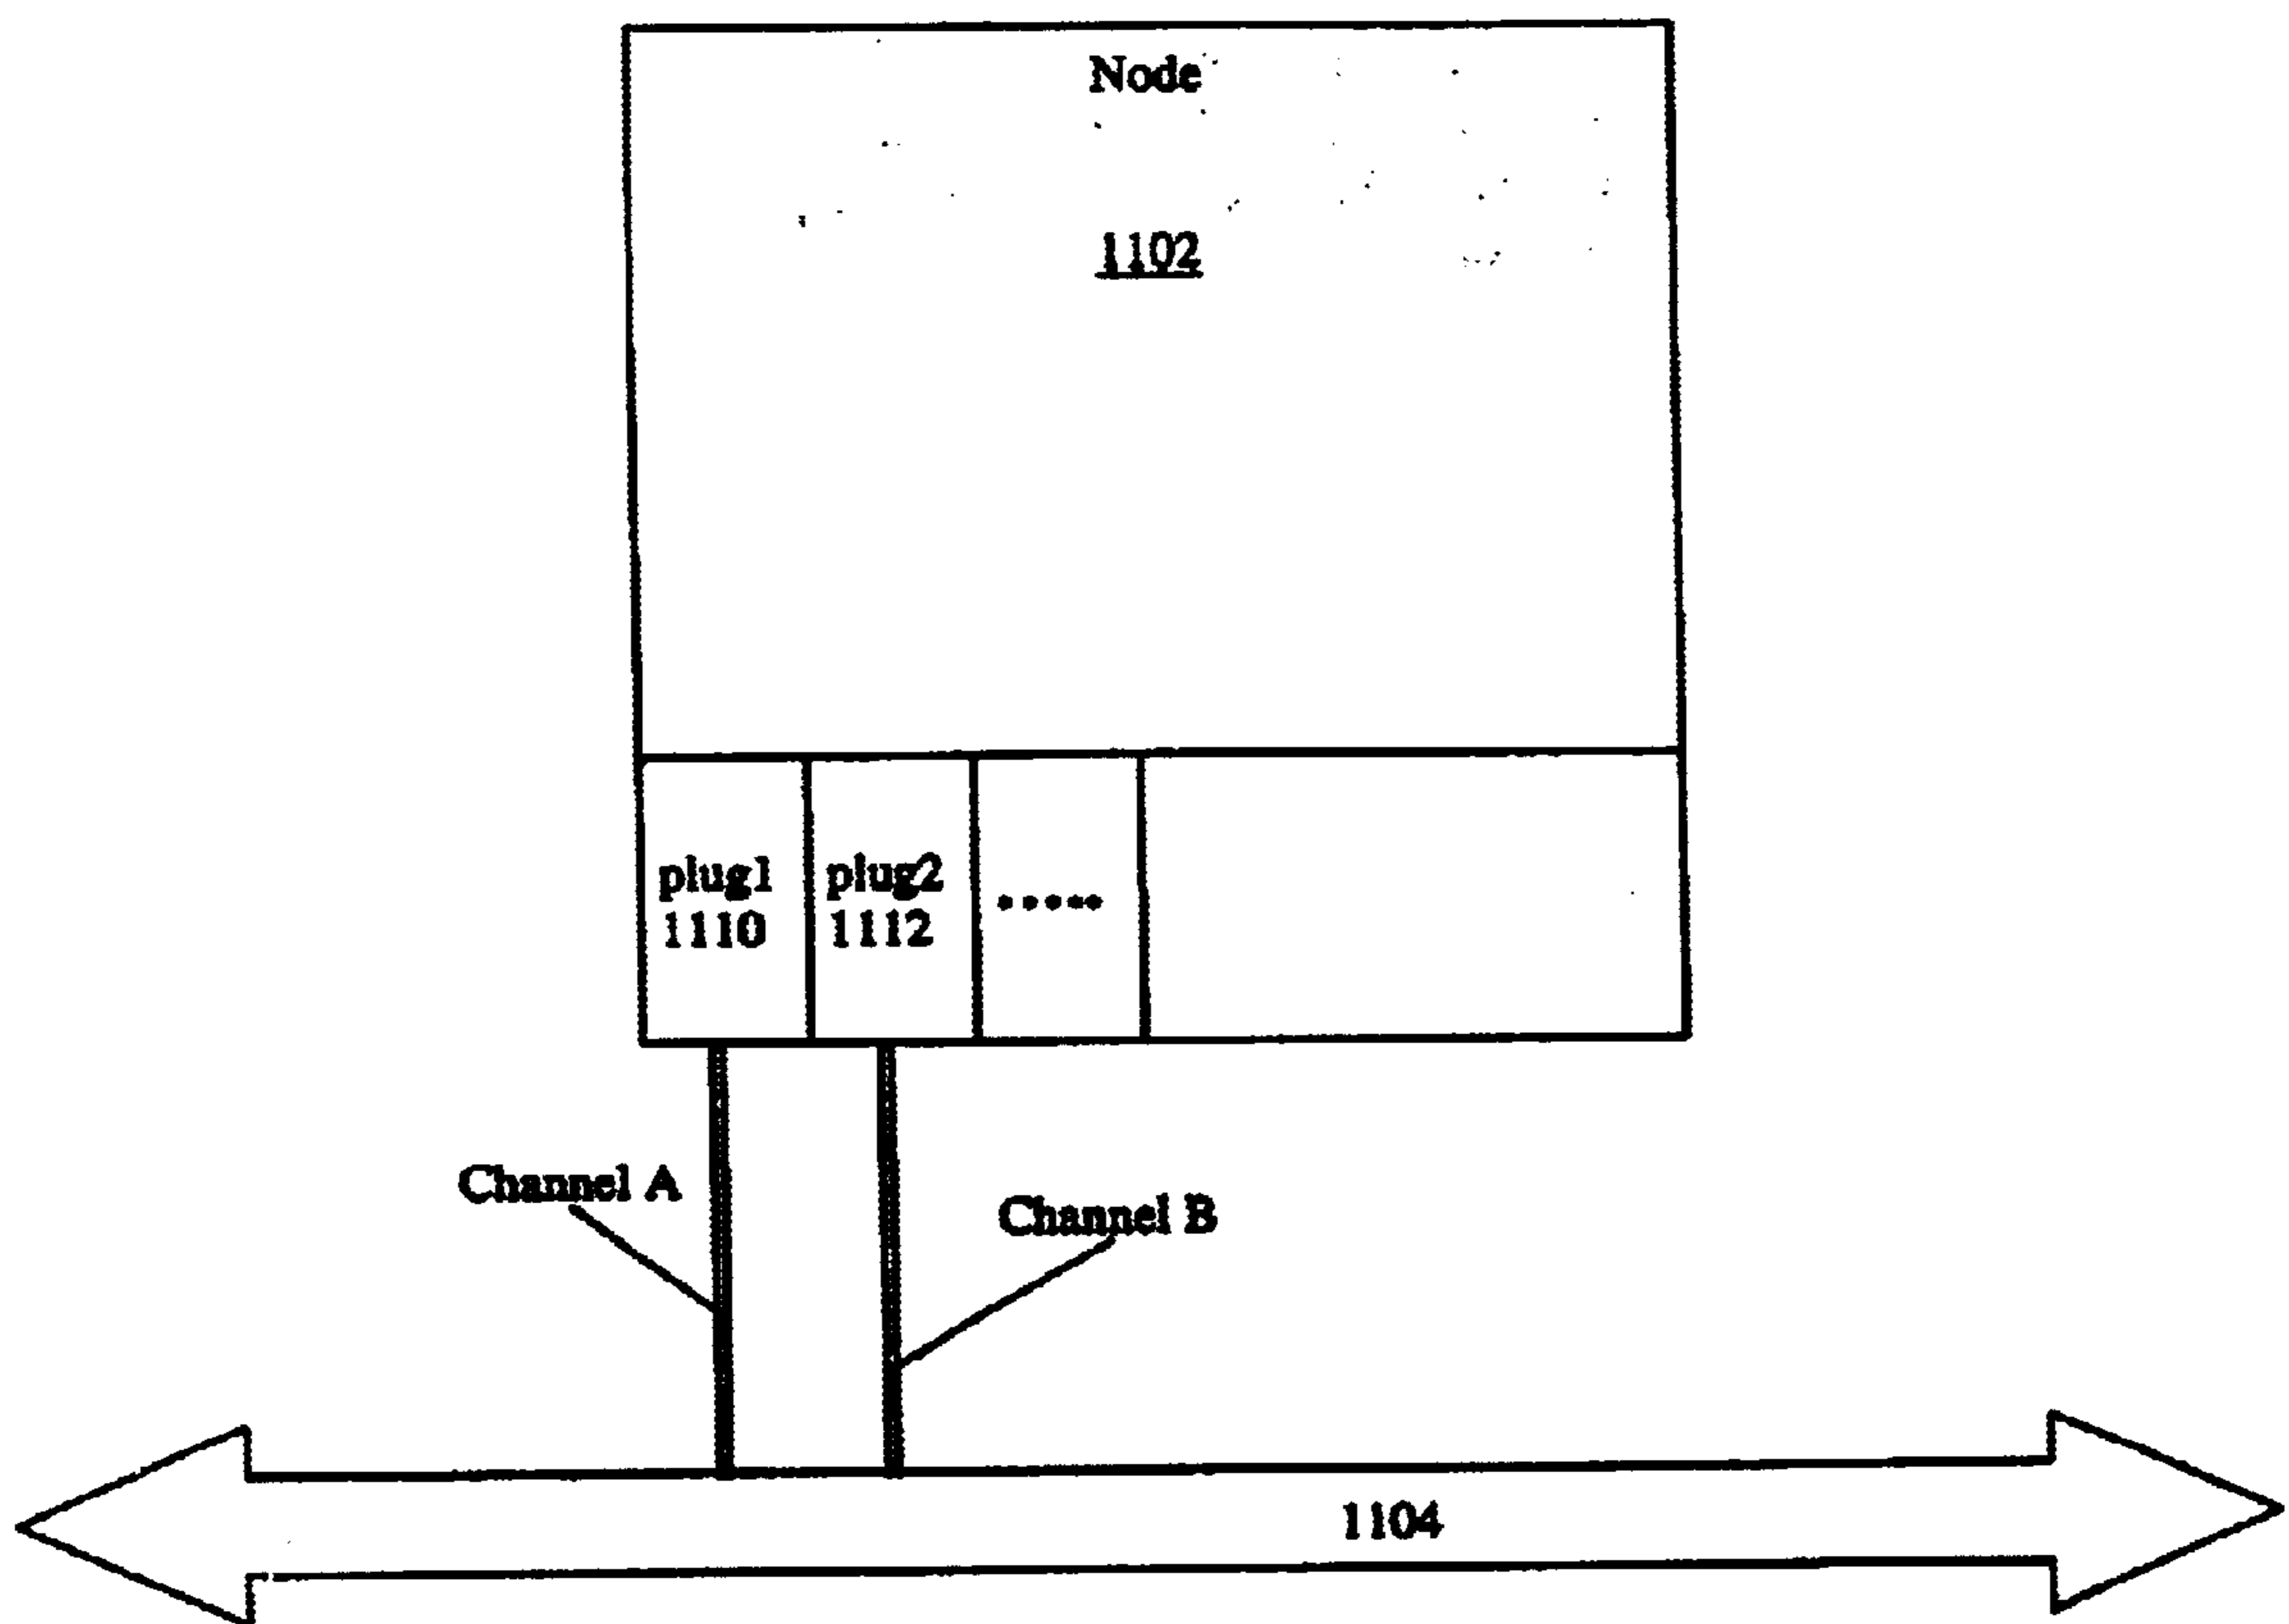 Node
1102
plug1
1110
plug2
1112
.....
Channel A
Channel B
1104